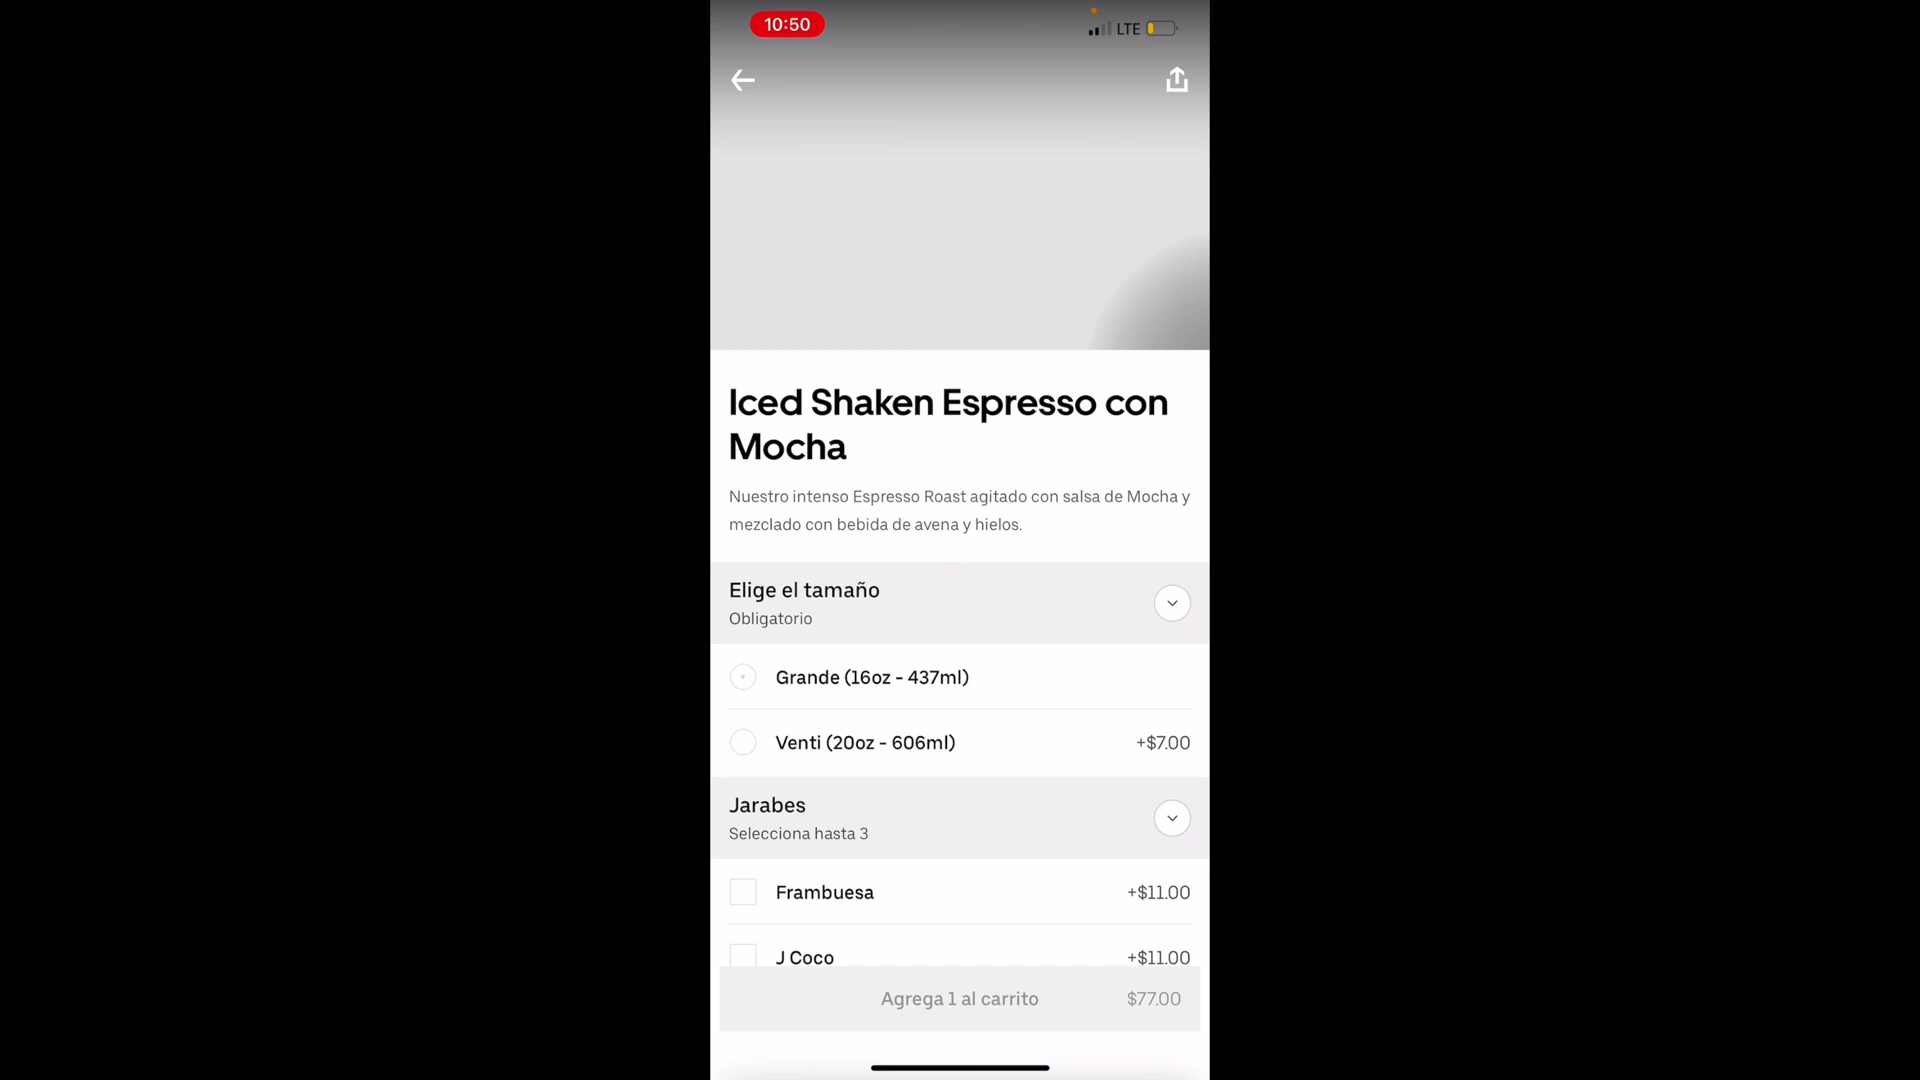 10:50
LTE
Iced Shaken Espresso con
Mocha
Nuestro intenso Espresso Roast agitado con salsa de Mocha y
mezclado con bebida de avena y hielos.
Elige el tamaño
Obligatorio
Grande (16oz - 437ml)
Venti (20oz - 606ml) +$7.00
Jarabes
Selecciona hasta 3
Frambuesa +$11.00
J Coco +$11.00
Agrega 1 al carrito $77.00